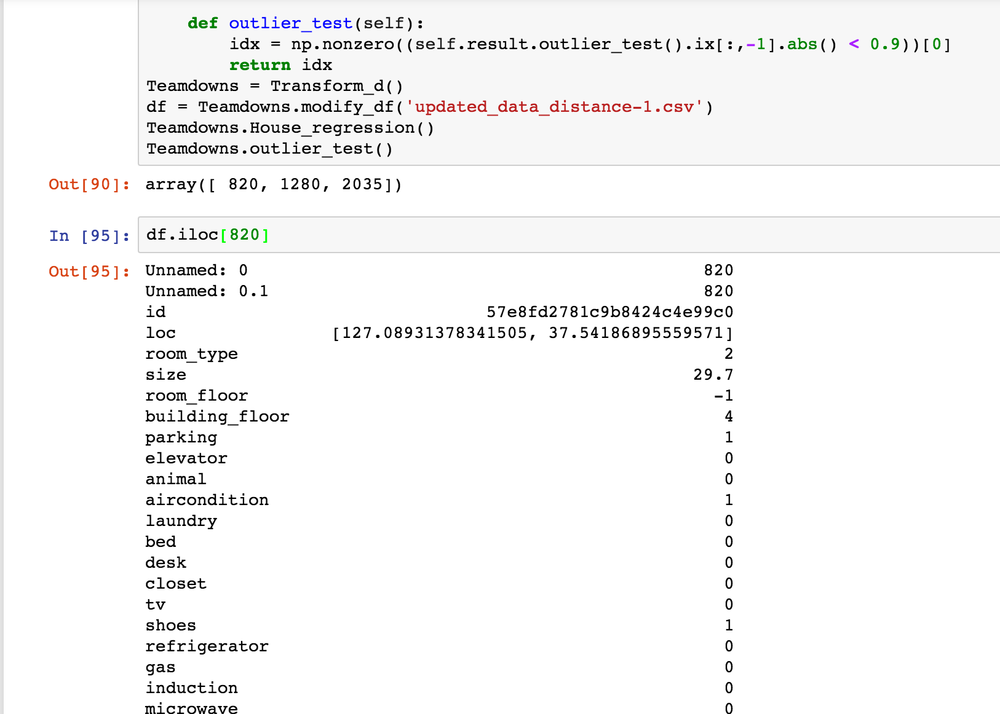 def outlier_test(self):
idx = np.nonzero((self.result.outlier_test().ix[:,-1].abs() < 0.9))[0]
return idx
Teamdowns = Transform_d()
df = Teamdowns.modify_df('updated_data_distance-1.csv')
Teamdowns.House_regression()
Teamdowns.outlier_test()
Out[90]: array([ 820, 1280, 2035])
In [95]: df.iloc[820]
Out[95]: Unnamed: 0 820
Unnamed: 0.1 820
id 57e8fd2781c9b8424c4e99c0
loc [127.08931378341505, 37.54186895559571]
room_type 2
size 29.7
room_floor -1
building_floor 4
parking 1
elevator 0
animal 0
aircondition 1
laundry 0
bed 0
desk 0
closet 0
tv 0
shoes 1
refrigerator 0
gas 0
induction 0
microwave 0